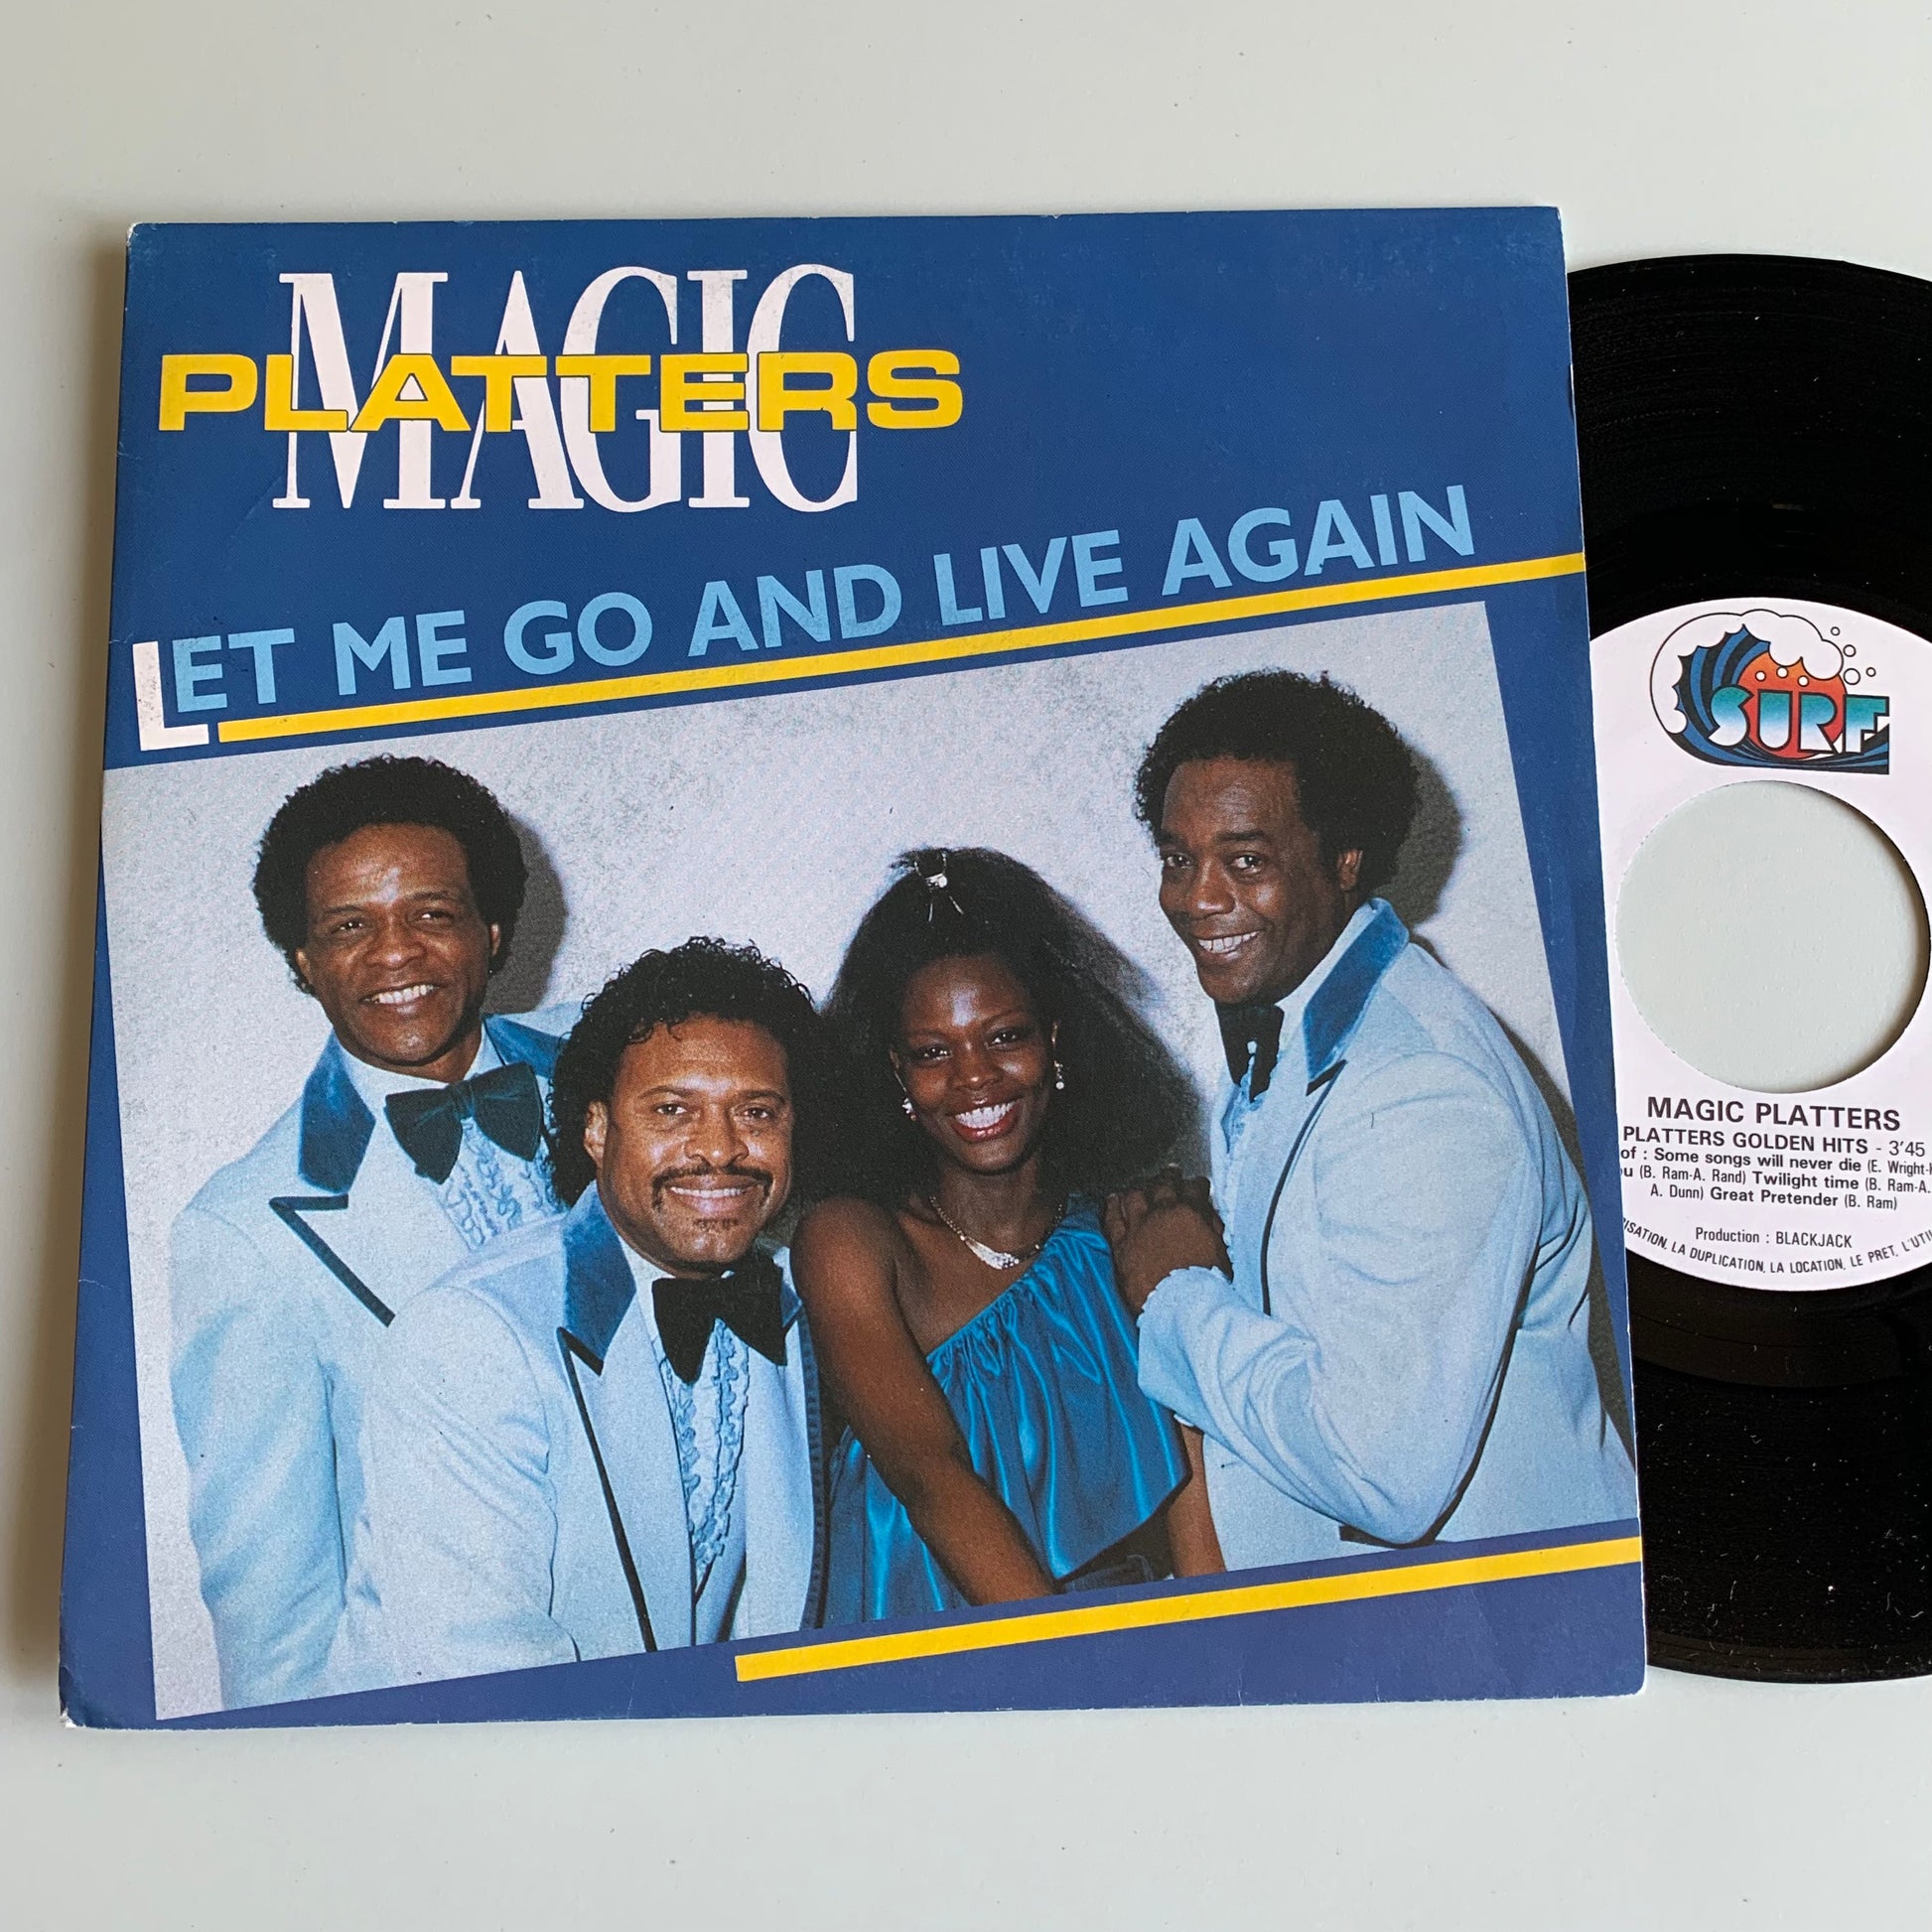 MAGIC
PLATTERS
LET ME GO AND LIVE AGAIN
SURF
MAGIC PLATTERS
PLATTERS GOLDEN HITS - 3'45
of : Some songs will never die (E. Wright-
(B. Ram-A. Rand) Twilight time (B. Ram-A.
A. Dunn) Great Pretender (B. Ram)
Production : BLACKJACK
LA DUPLICATION, LA LOCATION, LE PRET,